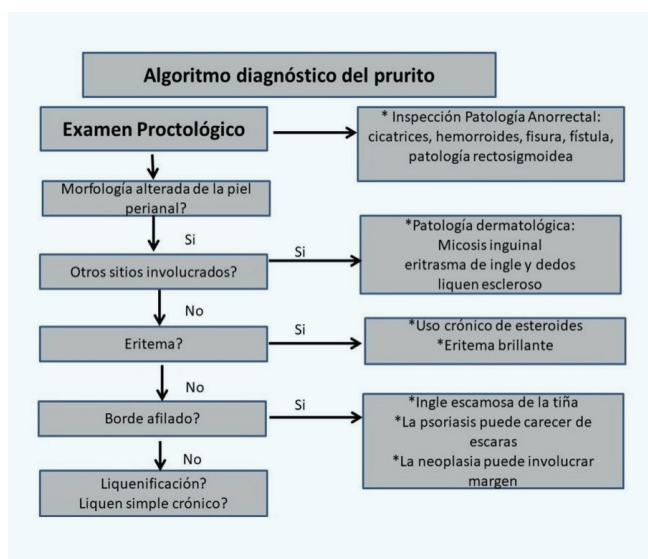 Algoritmo diagnóstico del prurito
Examen Proctológico
* Inspección Patología Anorrectal:
cicatrices, hemorroides, fisura, fístula,
patología rectosigmoidea
Morfología alterada de la piel
perianal?
Si
Otros sitios involucrados?
Si
*Patología dermatológica:
Micosis inguinal
eritrasma de ingle y dedos
liquen escleroso
No
Eritema?
Si
*Uso crónico de esteroides
*Eritema brillante
No
Borde afilado?
Si
*Ingle escamosa de la tiña
*La psoriasis puede carecer de
escaras
*La neoplasia puede involucrar
margen
No
Liquenificación?
Liquen simple crónico?